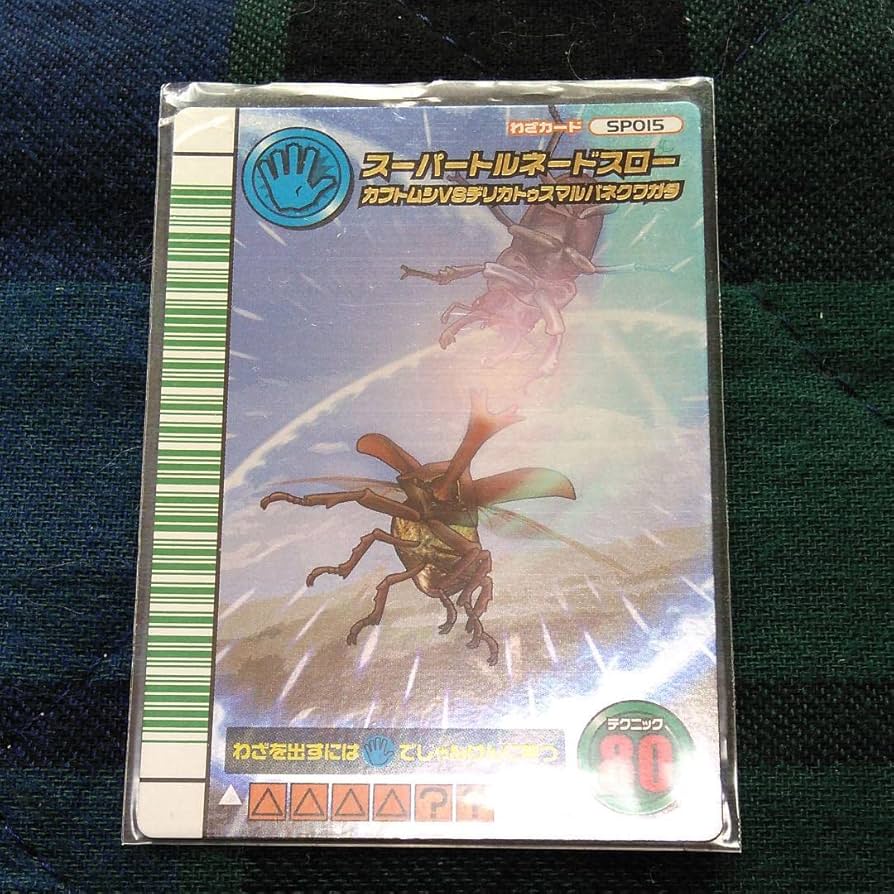 わざカード SP015
スーパートルネードスロー
カブトムシVSデリカトゥスマルバネクワガタ
テクニック
わざを出すには でじゃんけんに勝つ
? ?